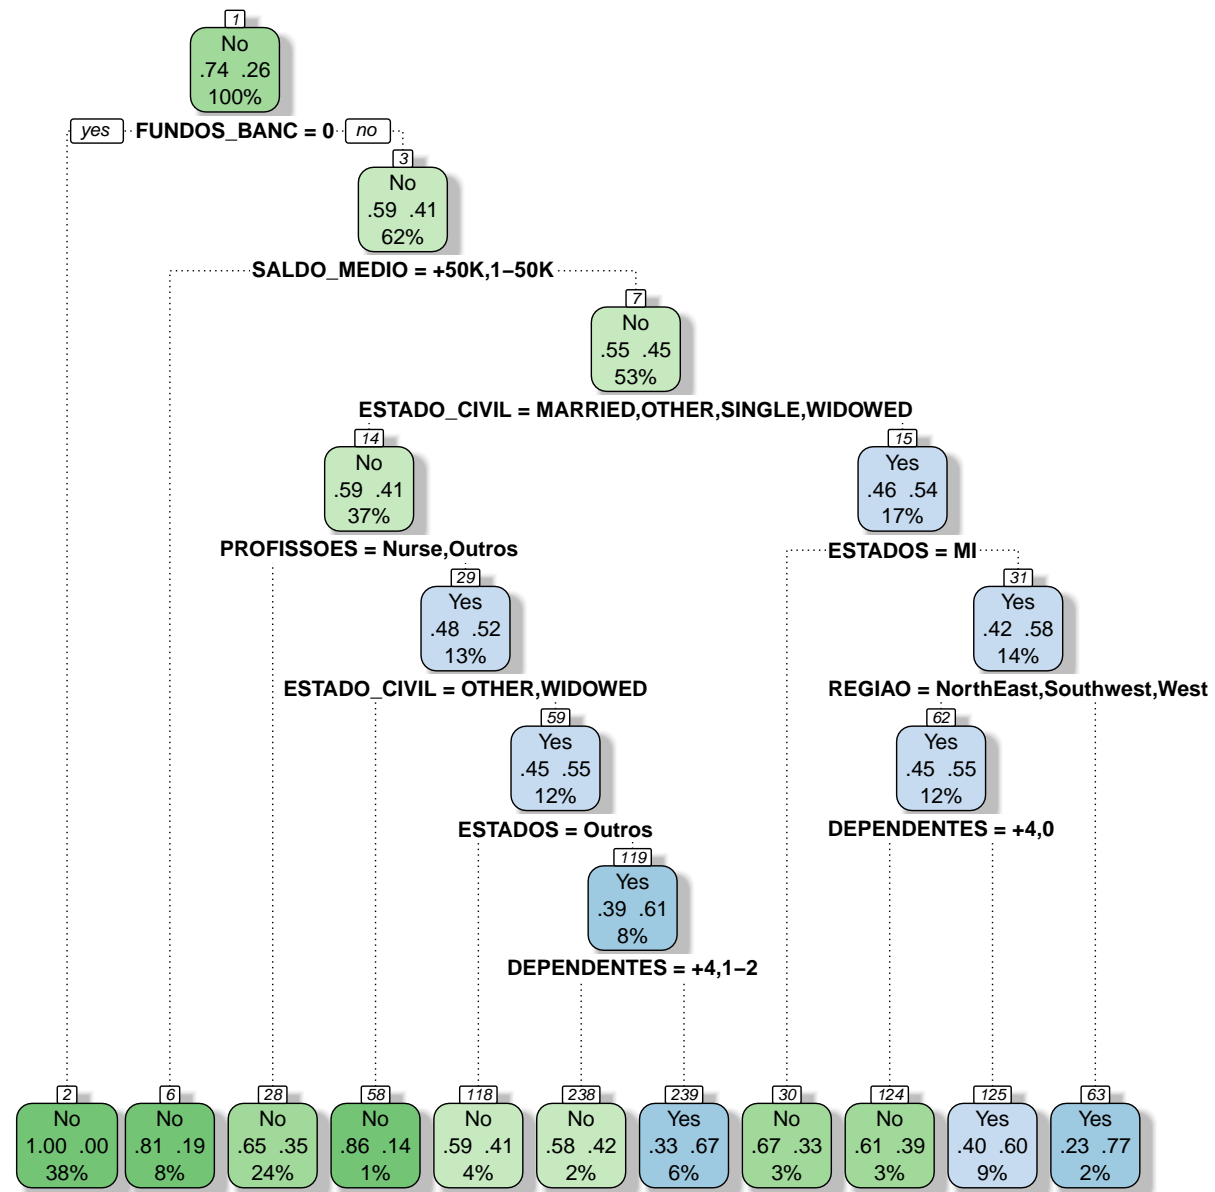 1
No
.74 .26
100%
yes FUNDOS_BANC = 0 no
3
No
.59 .41
62%
SALDO_MEDIO = +50K,1−50K
7
No
.55 .45
53%
ESTADO_CIVIL = MARRIED,OTHER,SINGLE,WIDOWED
14 15
No Yes
.59 .41 .46 .54
37% 17%
PROFISSOES = Nurse,Outros ESTADOS = MI
29 31
Yes Yes
.48 .52 .42 .58
13% 14%
ESTADO_CIVIL = OTHER,WIDOWED REGIAO = NorthEast,Southwest,West
59 62
Yes Yes
.45 .55 .45 .55
12% 12%
ESTADOS = Outros DEPENDENTES = +4,0
119
Yes
.39 .61
8%
DEPENDENTES = +4,1−2
2 6 28 58 118 238 239 30 124 125 63
No No No No No No Yes No No Yes Yes
1.00 .00 .81 .19 .65 .35 .86 .14 .59 .41 .58 .42 .33 .67 .67 .33 .61 .39 .40 .60 .23 .77
38% 8% 24% 1% 4% 2% 6% 3% 3% 9% 2%